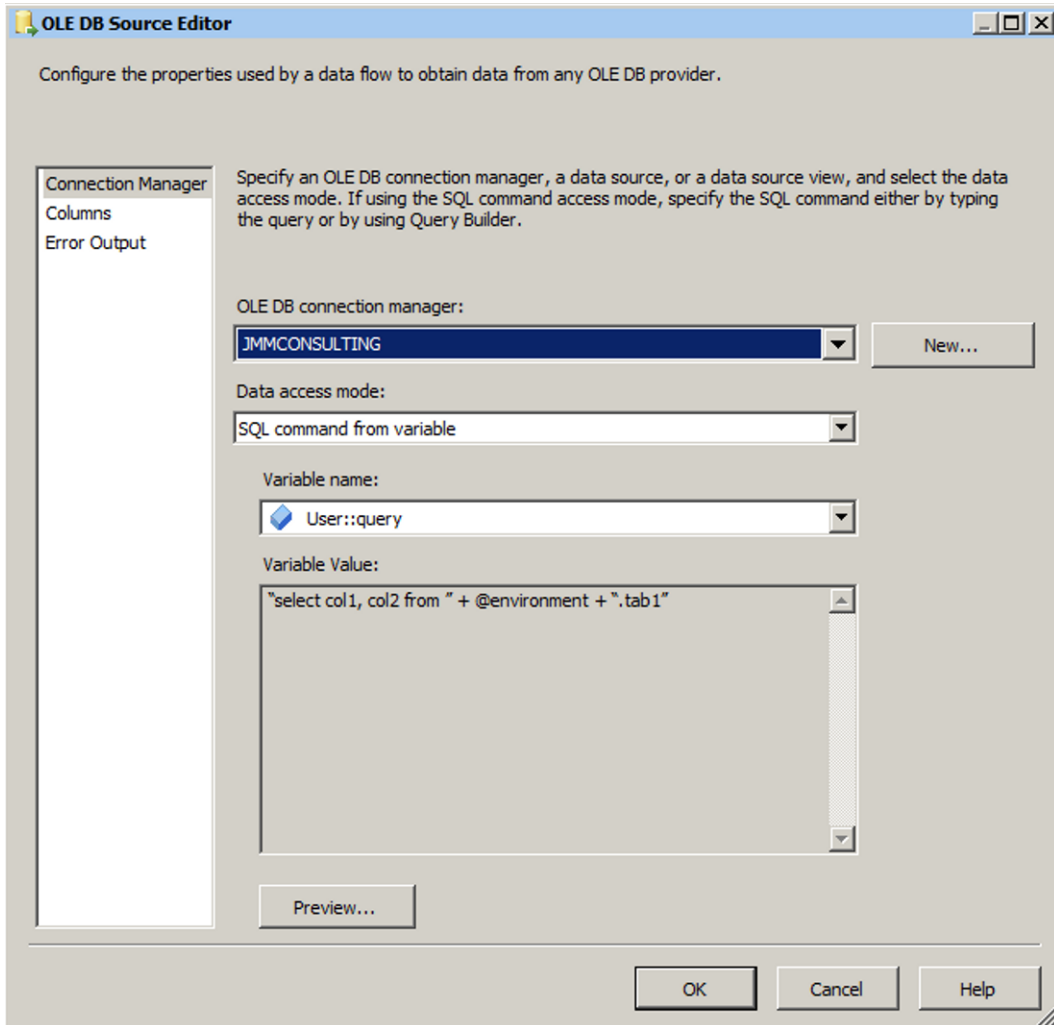 OLE DB Source Editor
Configure the properties used by a data flow to obtain data from any OLE DB provider.
Connection Manager
Columns
Error Output
Specify an OLE DB connection manager, a data source, or a data source view, and select the data
access mode. If using the SQL command access mode, specify the SQL command either by typing
the query or by using Query Builder.
OLE DB connection manager:
JMMCONSULTING
New...
Data access mode:
SQL command from variable
Variable name:
User::query
Variable Value:
“select col1, col2 from ” + @environment + “.tab1”
Preview...
OK
Cancel
Help